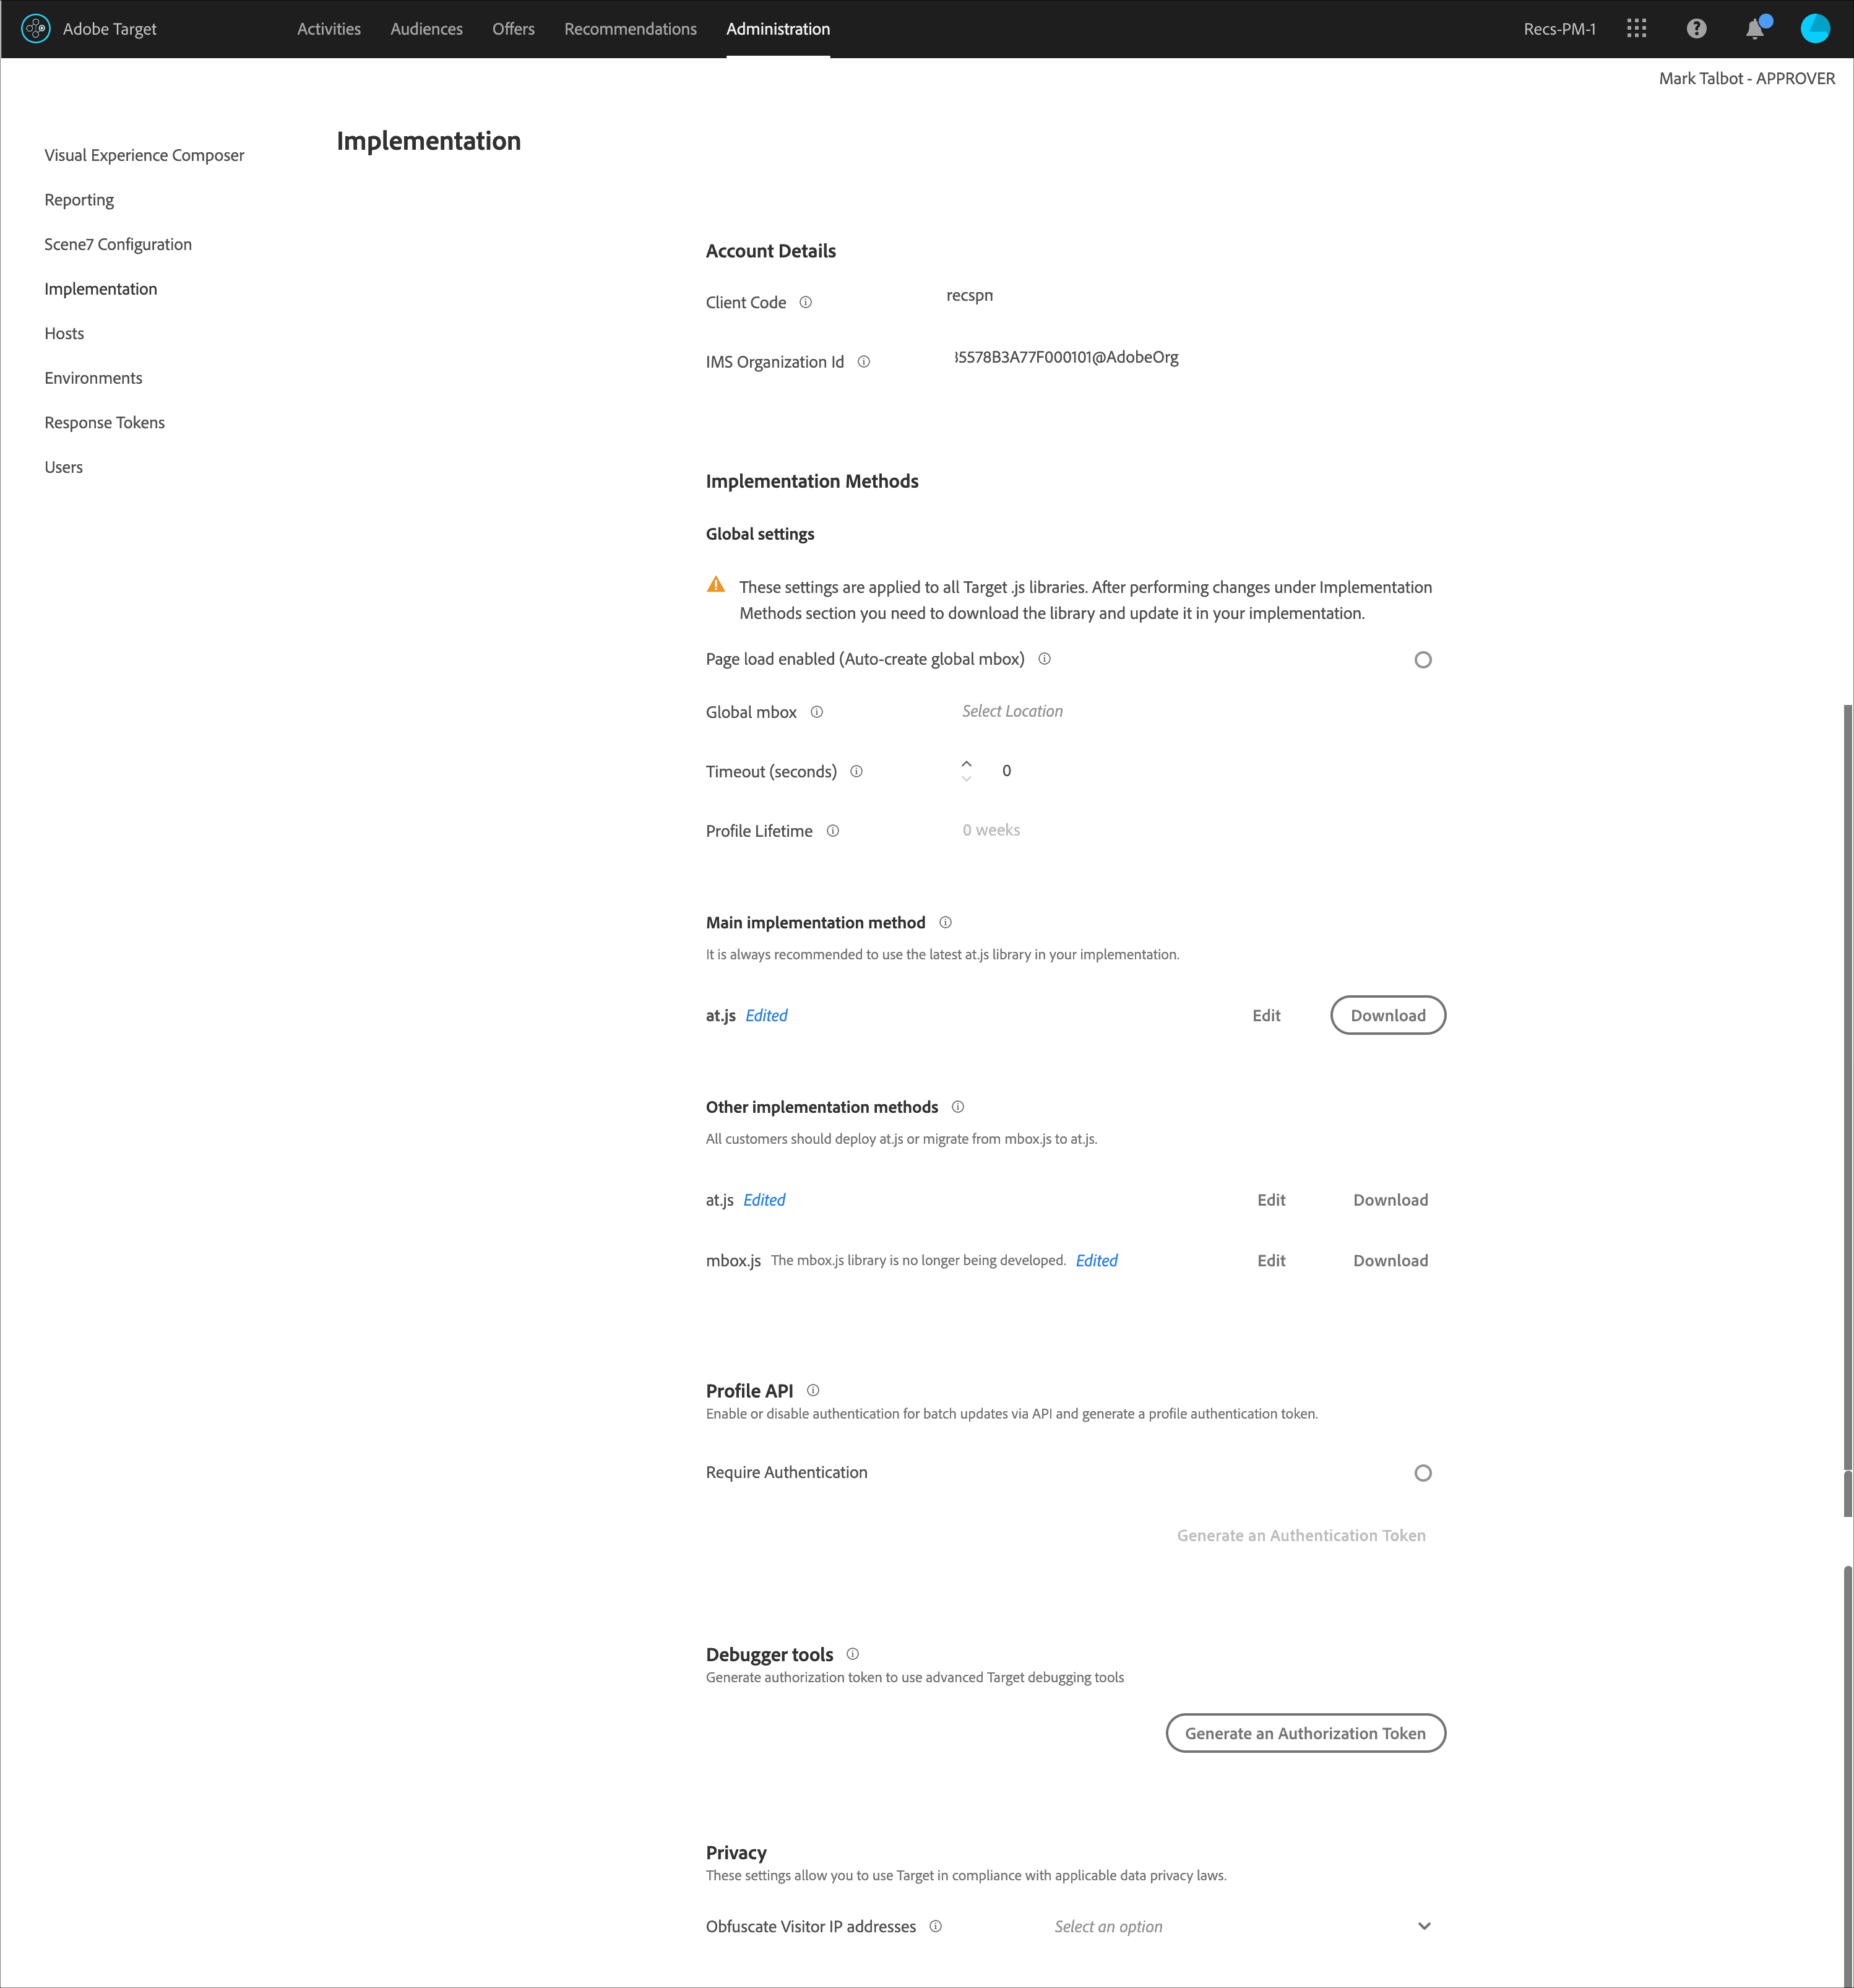 Adobe Target
Activities
Audiences
Offers
Recommendations
Administration
Recs-PM-1
Mark Talbot - APPROVER
Visual Experience Composer
Reporting
Scene7 Configuration
Implementation
Hosts
Environments
Response Tokens
Users
Implementation
Account Details
Client Code
IMS Organization Id
5578B3A77F000101@AdobeOrg
Implementation Methods
Global settings
These settings are applied to all Target .js libraries. After performing changes under Implementation
Methods section you need to download the library and update it in your implementation.
Page load enabled (Auto-create global mbox)
Global mbox Select Location
Timeout (seconds) 0
Profile Lifetime 0 weeks
Main implementation method
It is always recommended to use the latest at.js library in your implementation.
at.js Edited Edit Download
Other implementation methods
All customers should deploy at.js or migrate from mbox.js to at.js.
at.js Edited Edit Download
mbox.js The mbox.js library is no longer being developed. Edited Edit Download
Profile API
Enable or disable authentication for batch updates via API and generate a profile authentication token.
Require Authentication
Generate an Authentication Token
Debugger tools
Generate authorization token to use advanced Target debugging tools
Generate an Authorization Token
Privacy
These settings allow you to use Target in compliance with applicable data privacy laws.
Obfuscate Visitor IP addresses Select an option